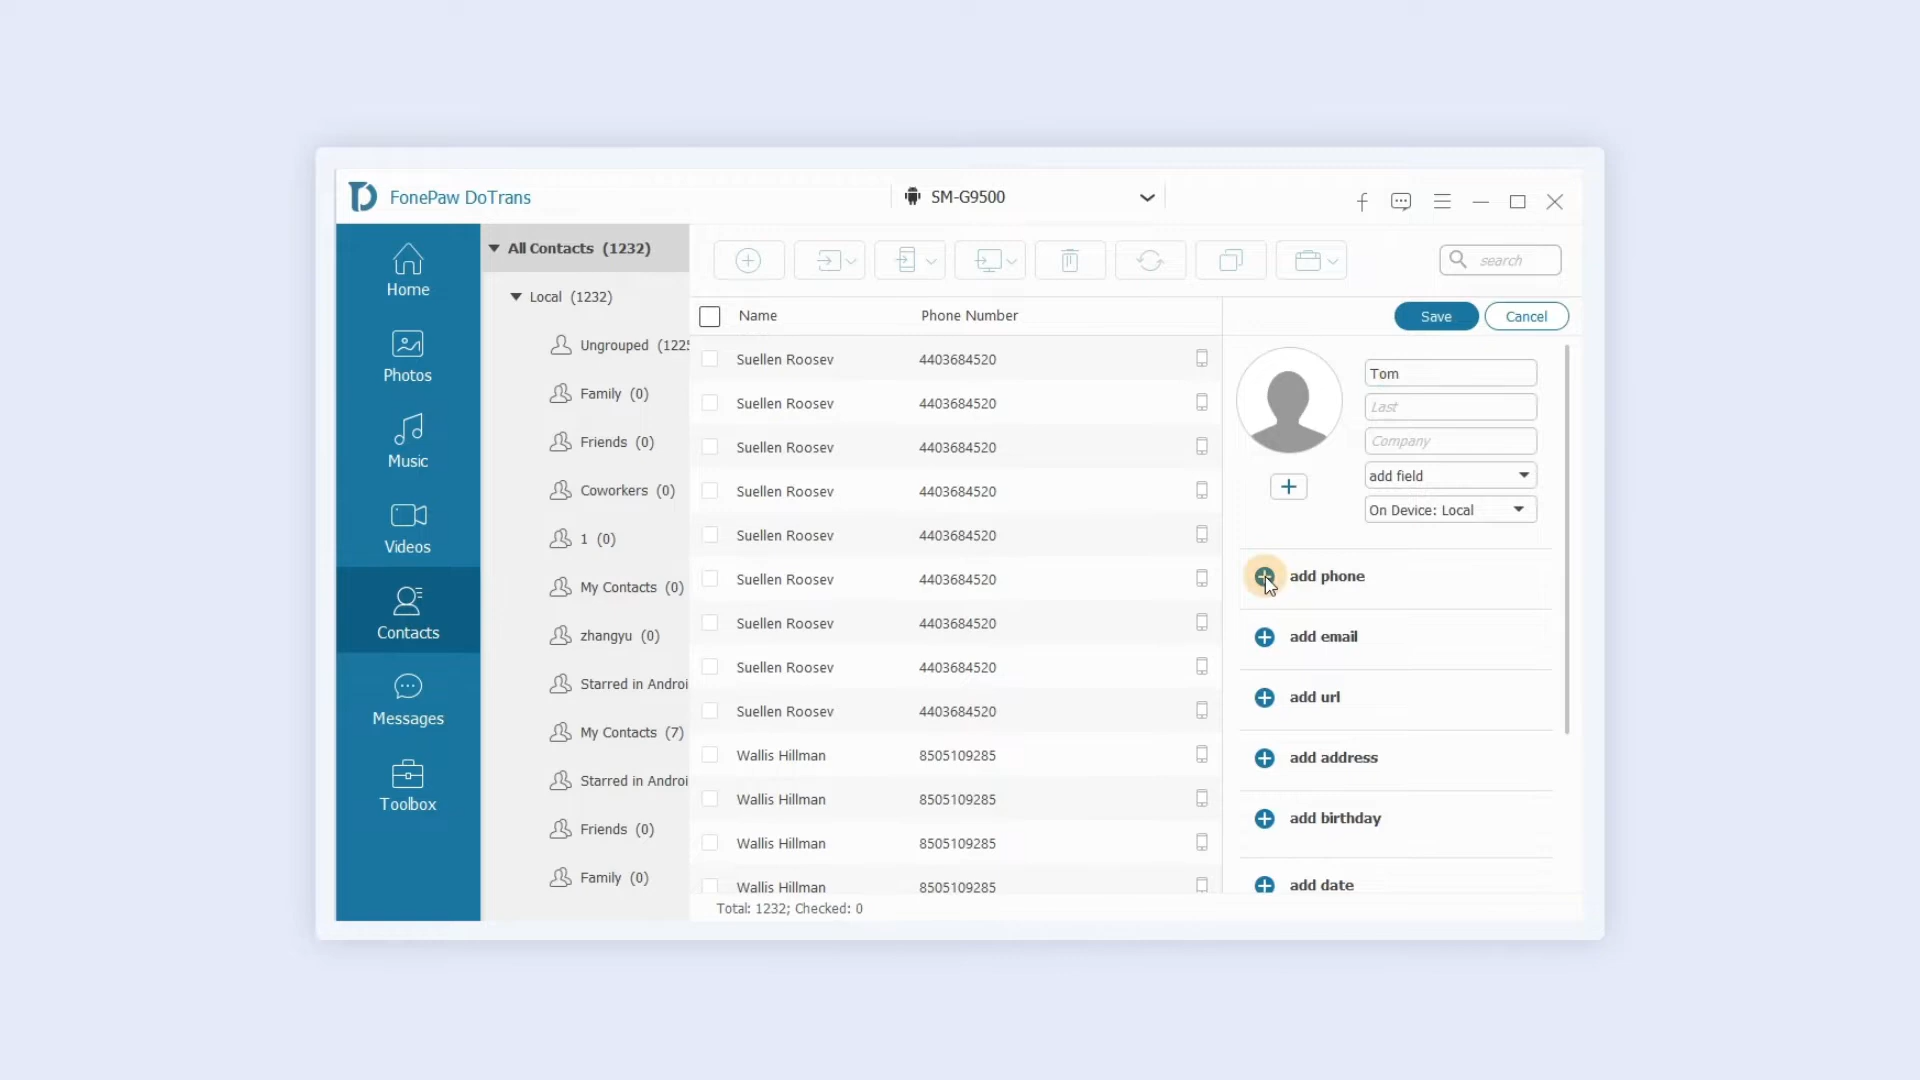 FonePaw DoTrans
SM-G9500
Home
Photos
Music
Videos
Contacts
Messages
Toolbox
All Contacts (1232)
Local (1232)
Ungrouped (1225
Family (0)
Friends (0)
Coworkers (0)
1 (0)
My Contacts (0)
zhangyu (0)
Starred in Androi
My Contacts (7)
Starred in Androi
Friends (0)
Family (0)
search
Name Phone Number
Suellen Roosev 4403684520
Suellen Roosev 4403684520
Suellen Roosev 4403684520
Suellen Roosev 4403684520
Suellen Roosev 4403684520
Suellen Roosev 4403684520
Suellen Roosev 4403684520
Suellen Roosev 4403684520
Suellen Roosev 4403684520
Wallis Hillman 8505109285
Wallis Hillman 8505109285
Wallis Hillman 8505109285
Wallis Hillman 8505109285
Total: 1232; Checked: 0
Save Cancel
Tom
Last
Company
add field
On Device: Local
add phone
add email
add url
add address
add birthday
add date